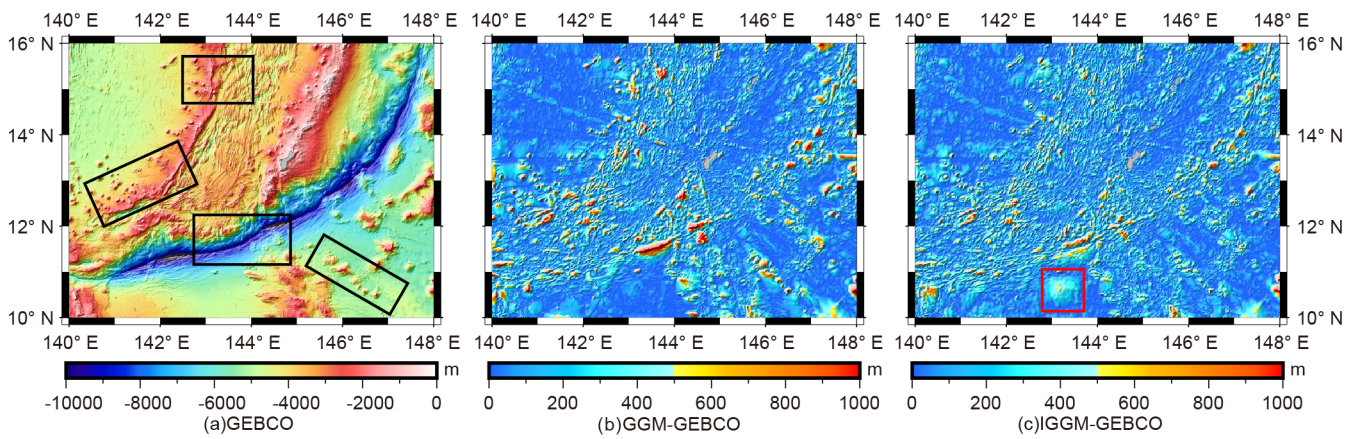 140° E 142° E 144° E 146° E 148° E 140° E 142° E 144° E 146° E 148° E 140° E 142° E 144° E 146° E 148° E
16° N 16° N
14° N 14° N
12° N 12° N
10° N 10° N
140° E 142° E 144° E 146° E 148° E 140° E 142° E 144° E 146° E 148° E 140° E 142° E 144° E 146° E 148° E
m m m
-10000 -8000 -6000 -4000 -2000 0 0 200 400 600 800 1000 0 200 400 600 800 1000
(a)GEBCO (b)GGM-GEBCO (c)IGGM-GEBCO